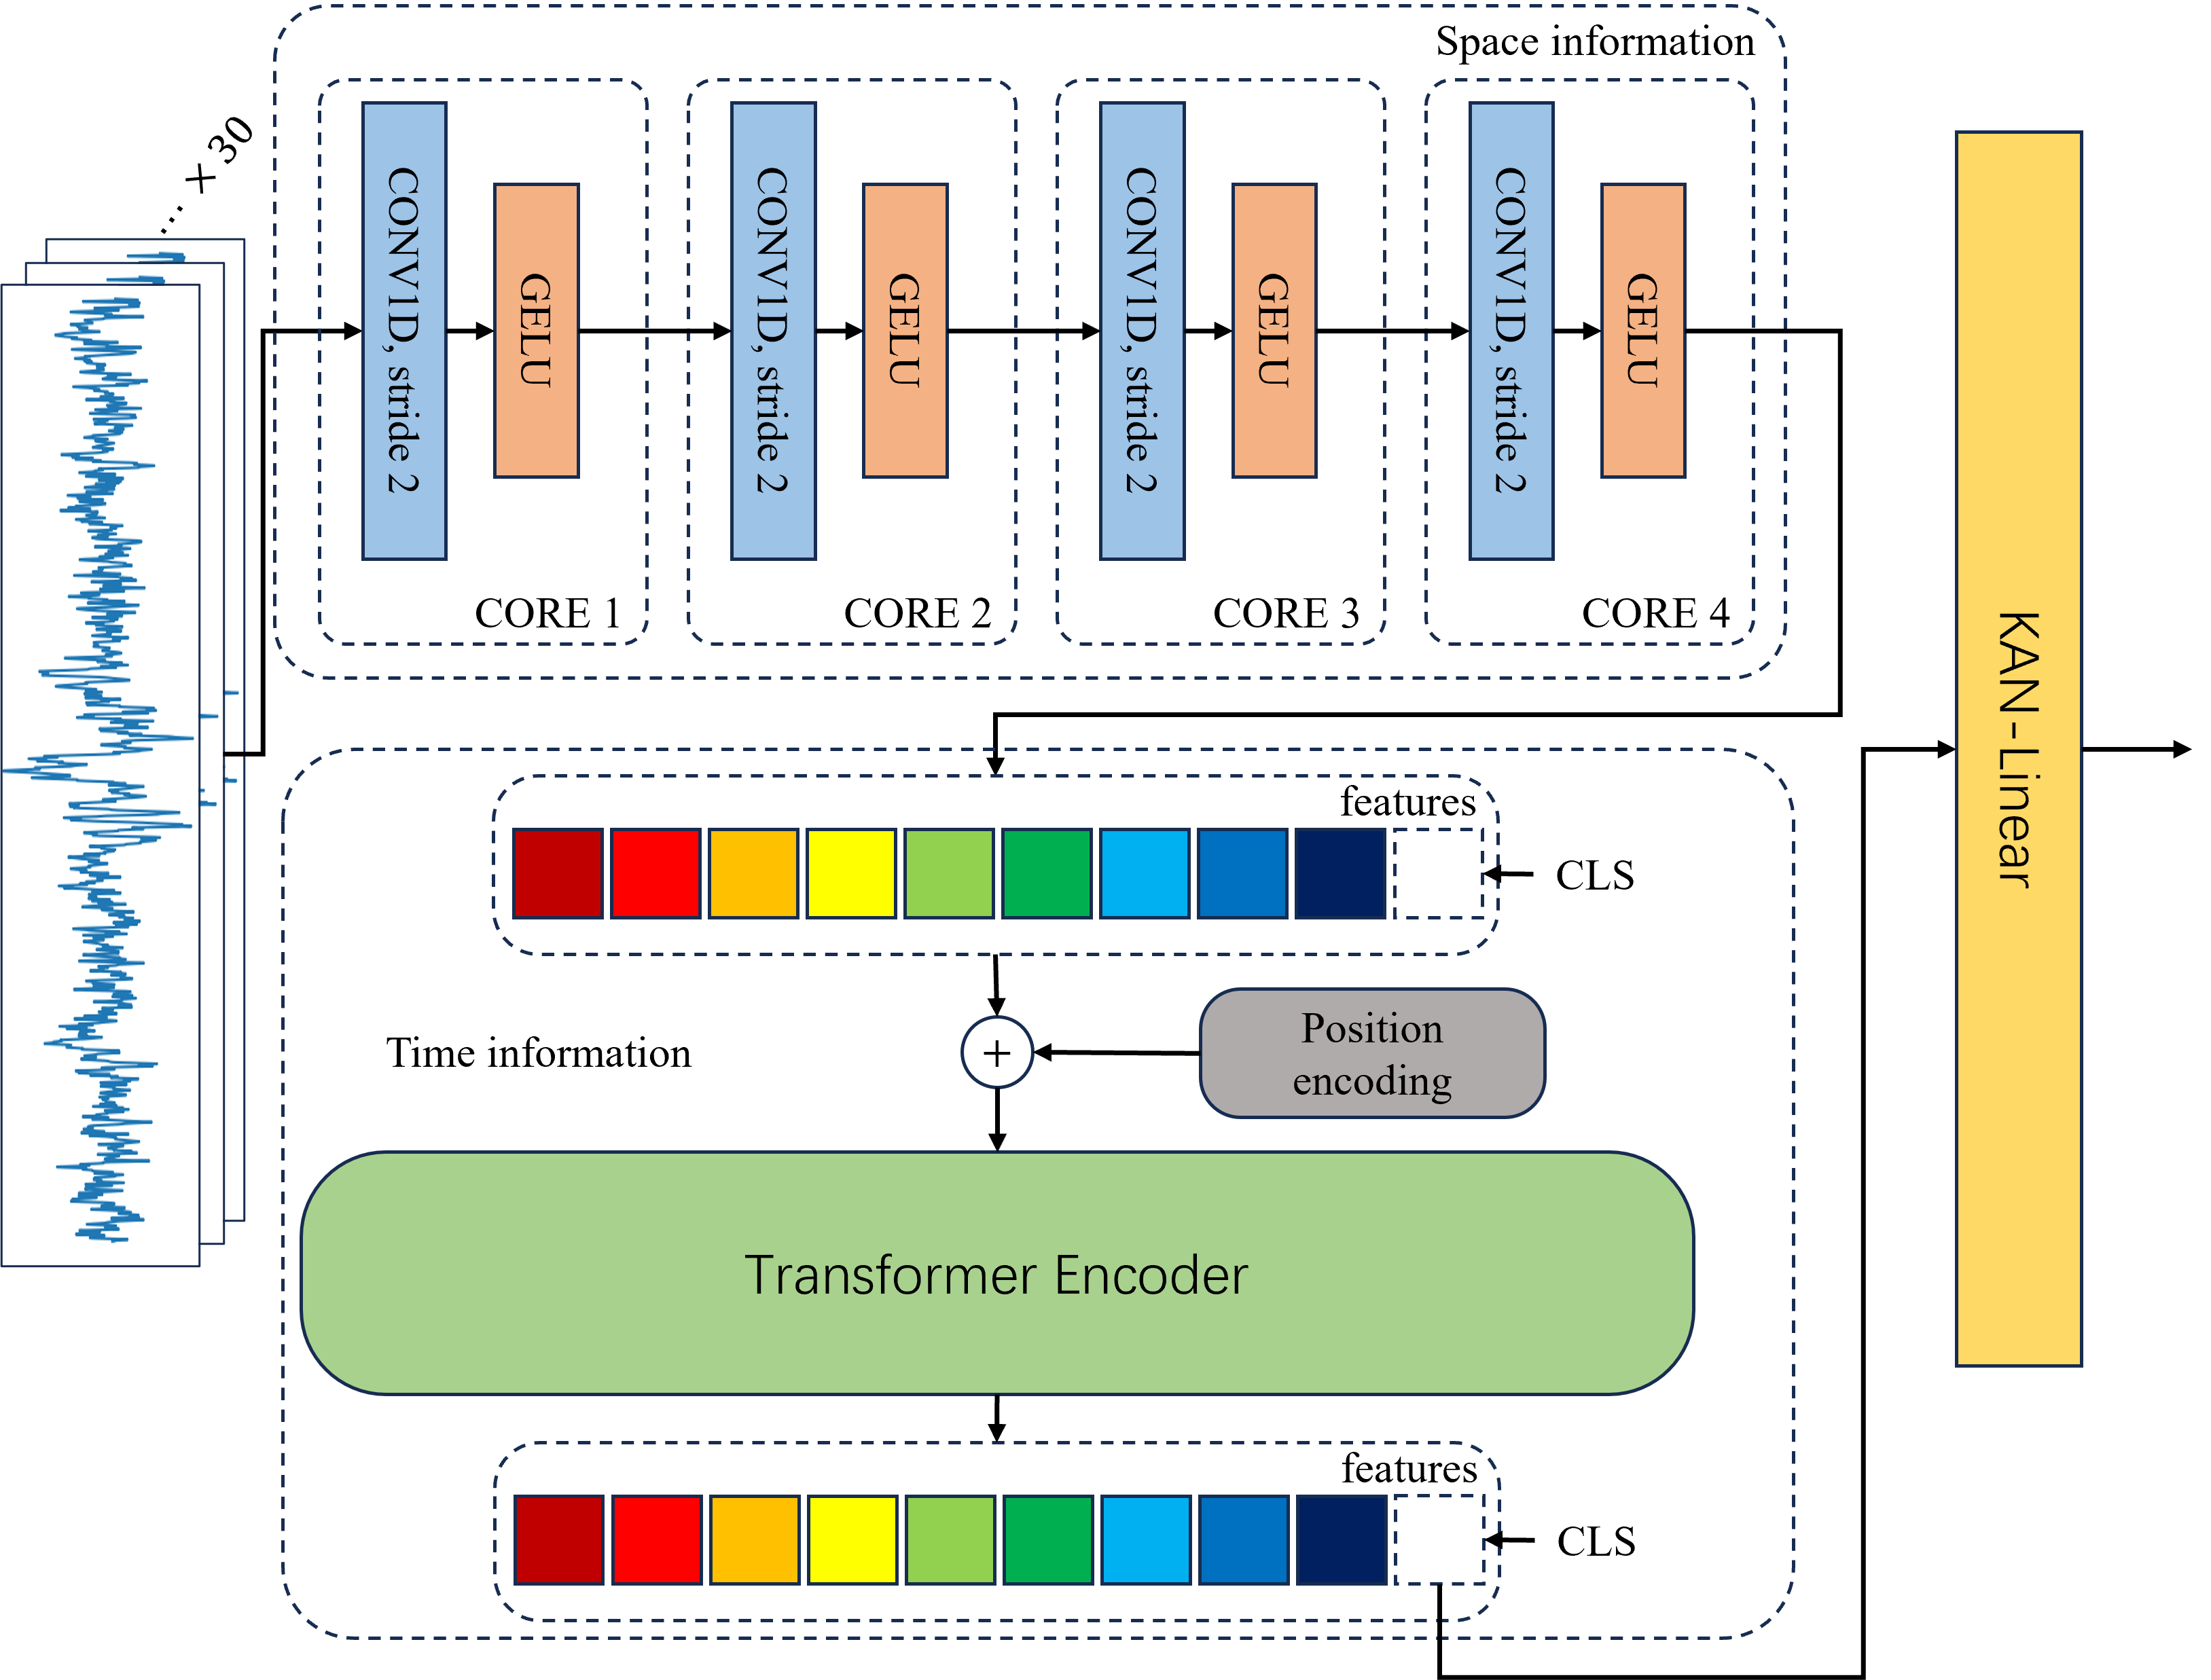 Space information
… × 30
CONV1D, stride 2
GELU
CORE 1
CONV1D, stride 2
GELU
CORE 2
CONV1D, stride 2
GELU
CORE 3
CONV1D, stride 2
GELU
CORE 4
features
CLS
Time information
+
Position
encoding
Transformer Encoder
features
CLS
KAN-Linear